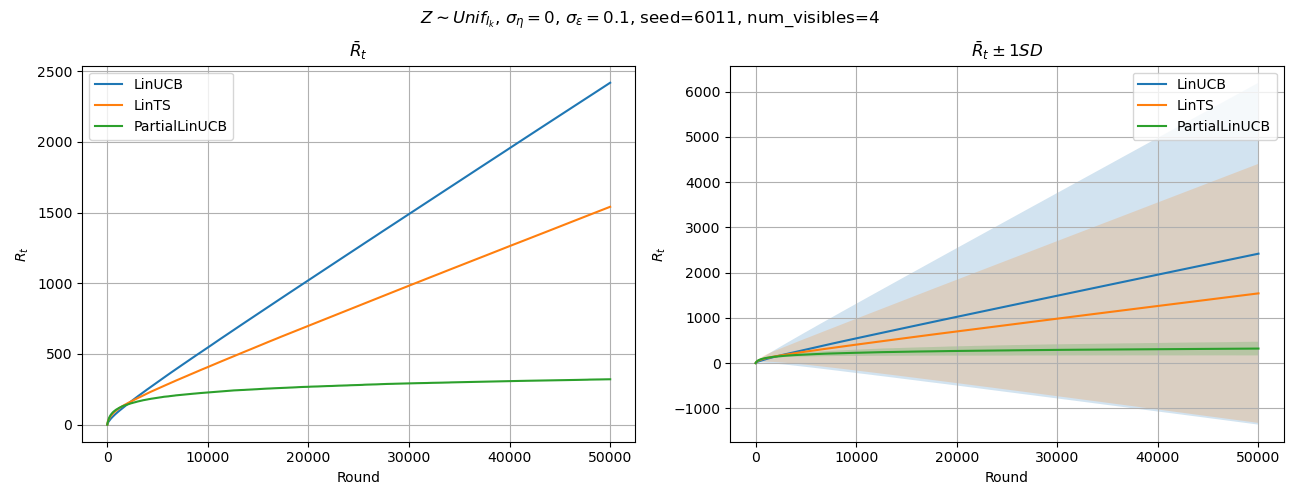 Z ∼ Unif_{I_k}, σ_η = 0, σ_ε = 0.1, seed=6011, num_visibles=4
R̄_t
2500
2000
1500
1000
500
0
R_t
LinUCB
LinTS
PartialLinUCB
0 10000 20000 30000 40000 50000
Round
R̄_t ± 1SD
6000
5000
4000
3000
2000
1000
0
−1000
R_t
LinUCB
LinTS
PartialLinUCB
0 10000 20000 30000 40000 50000
Round